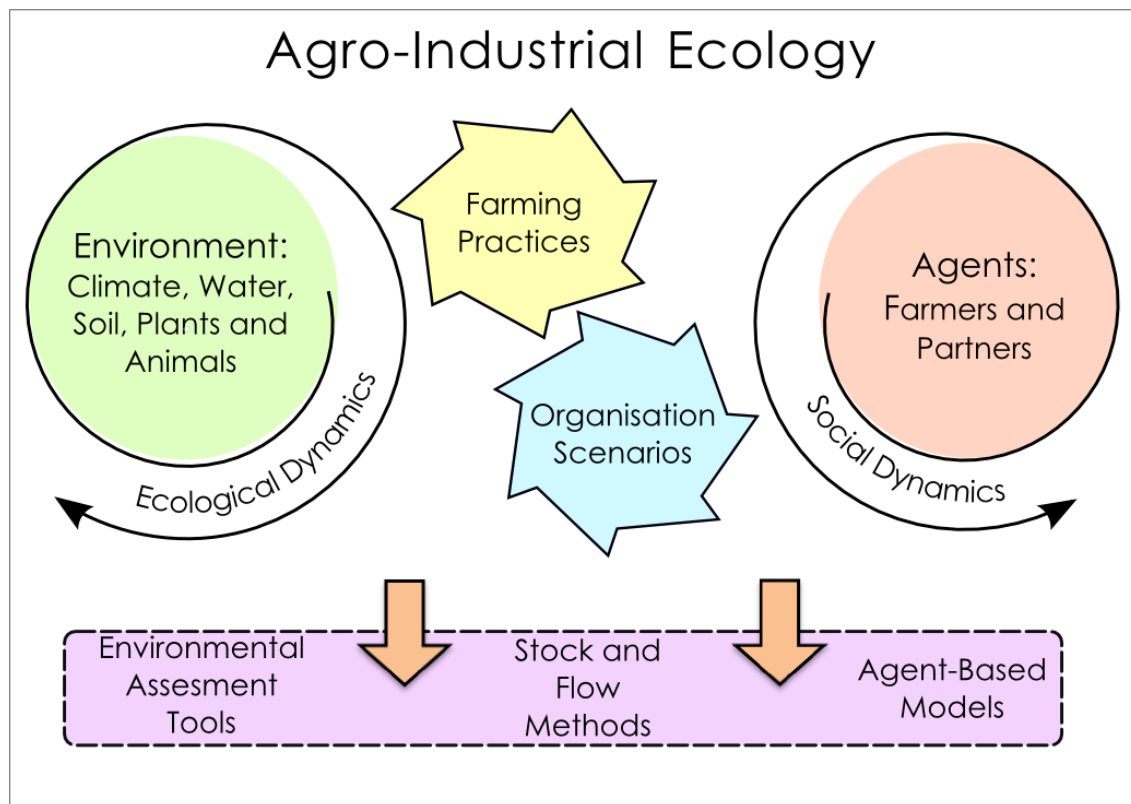 Agro-Industrial Ecology
Farming
Practices
Environment:
Climate, Water,
Soil, Plants and
Animals
Agents:
Farmers and
Partners
Organisation
Scenarios
Ecological Dynamics
Social Dynamics
Environmental
Assesment
Tools
Stock and
Flow
Methods
Agent-Based
Models